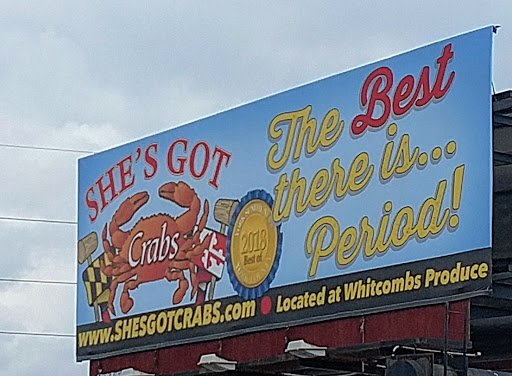 SHE'S GOT
Crabs
2018
Best of
The Best
there is...
Period!
www.SHESGOTCRABS.com • Located at Whitcombs Produce